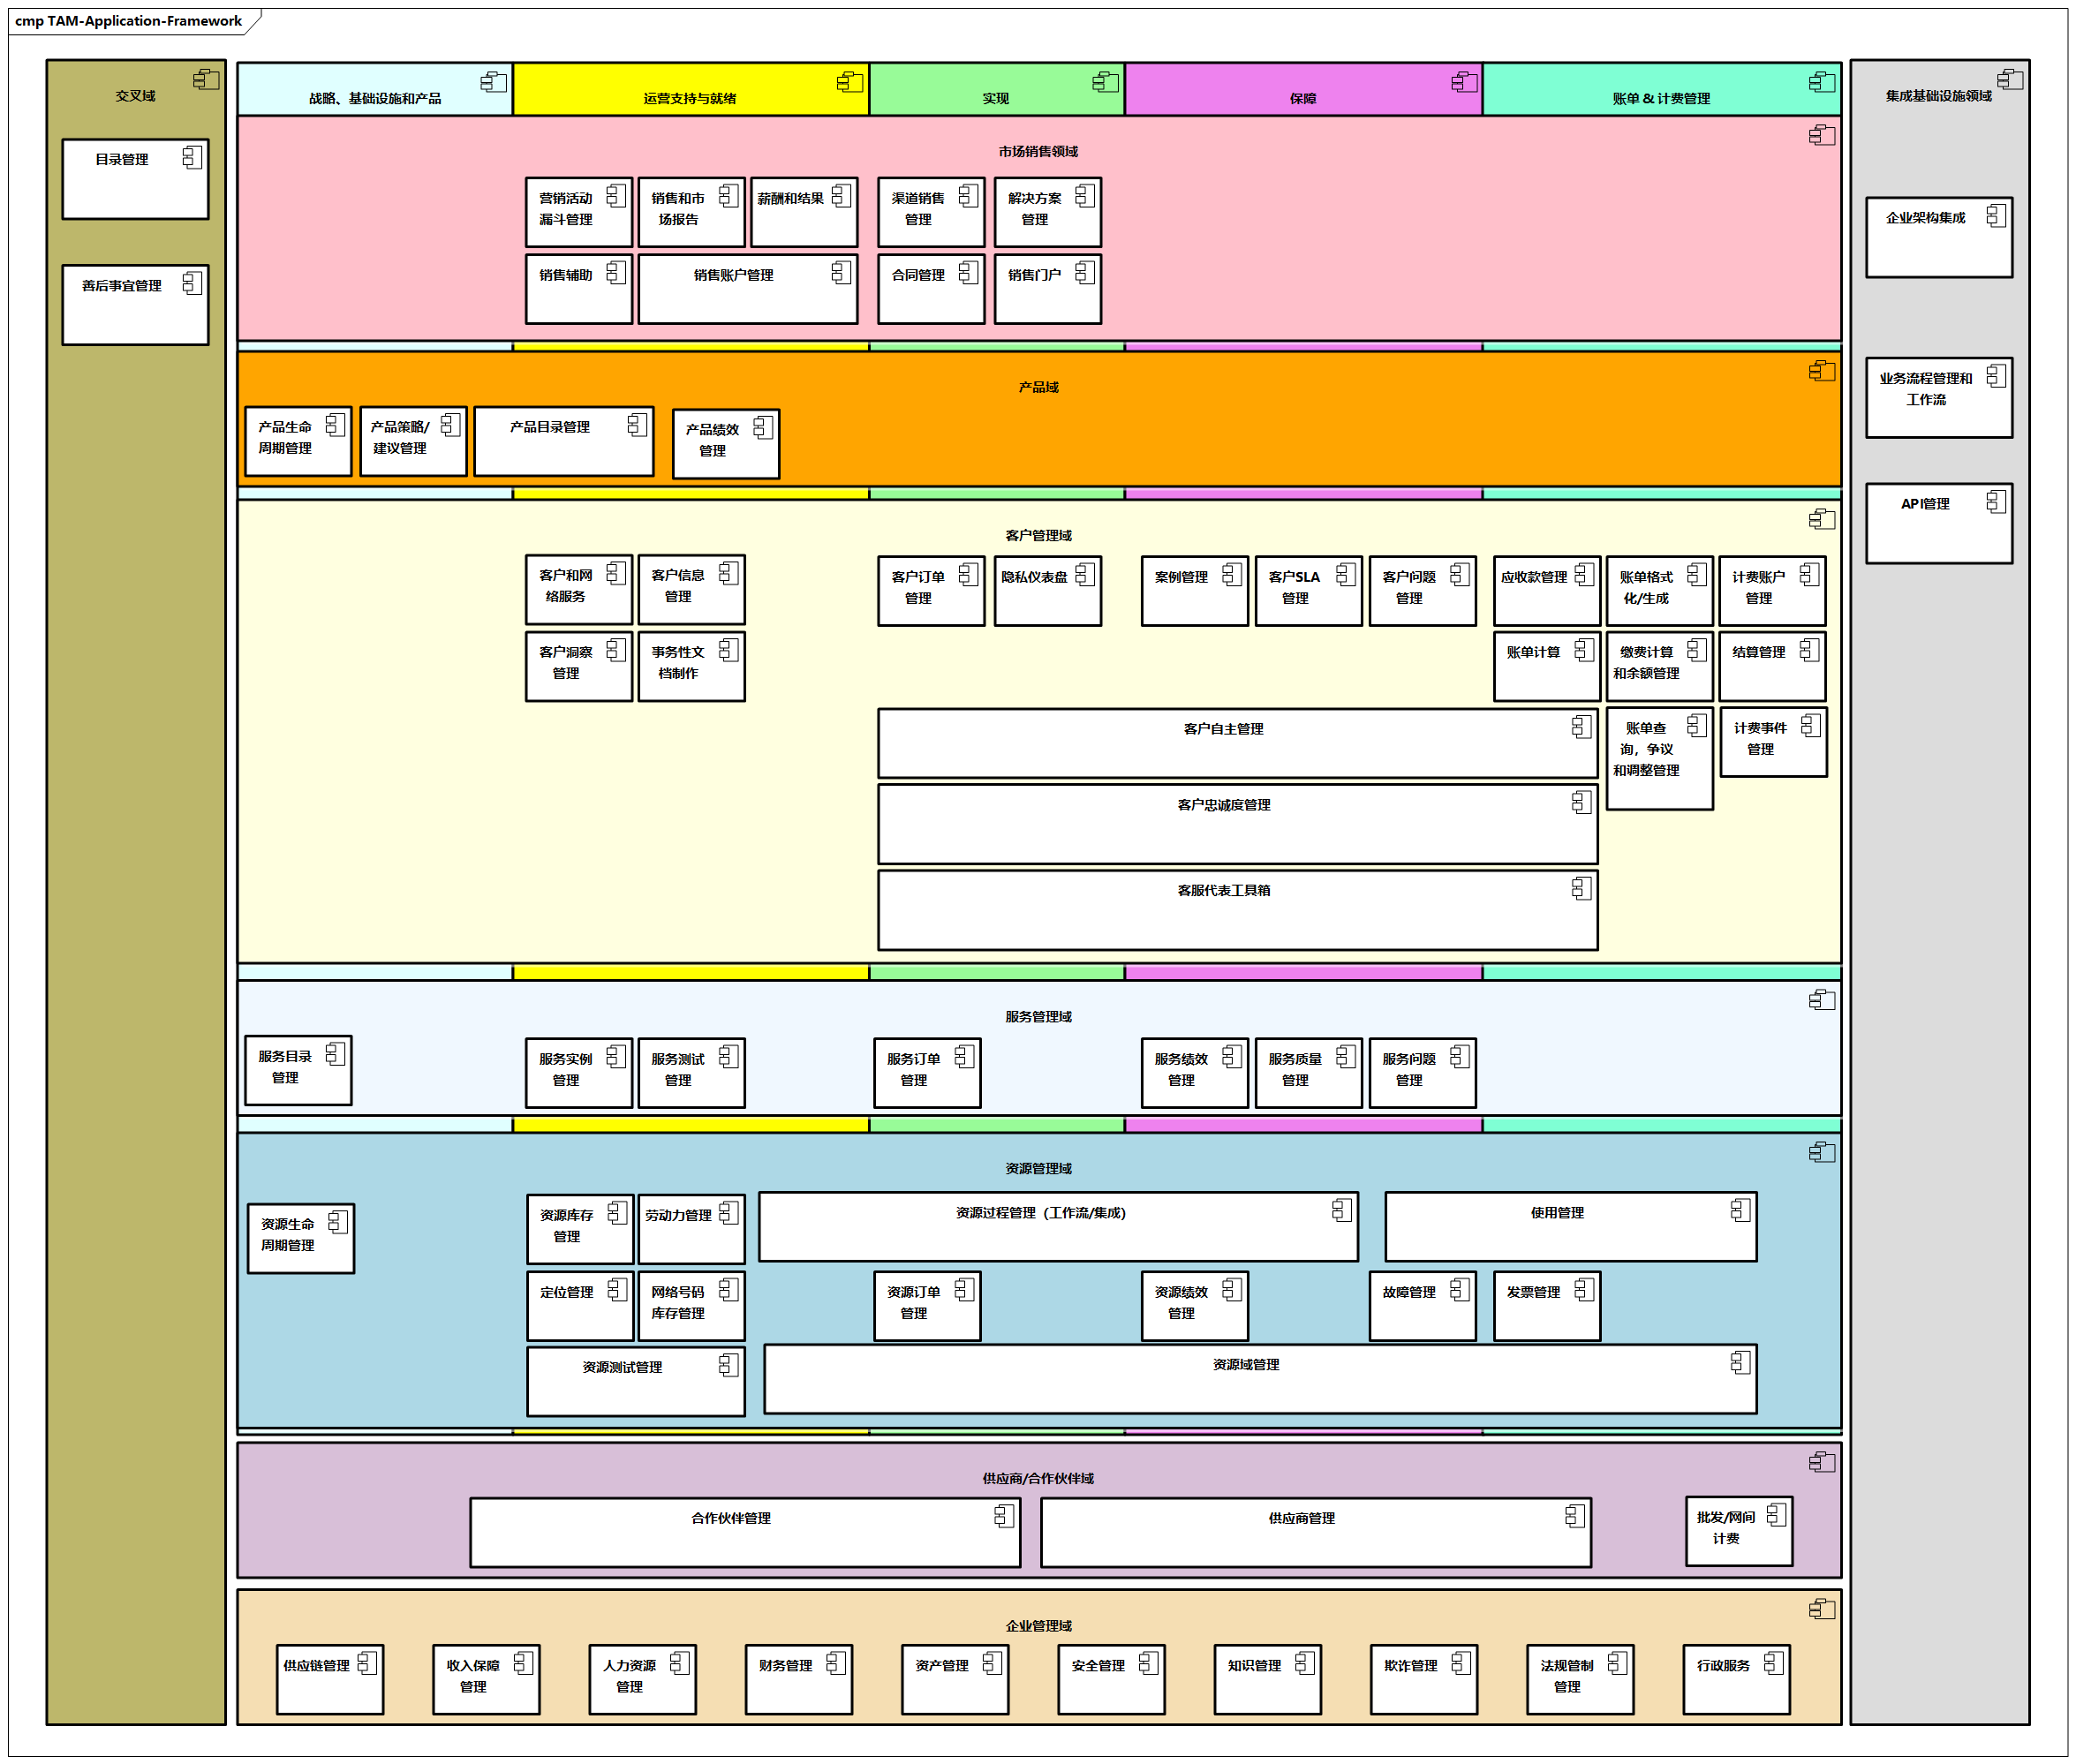 cmp TAM-Application-Framework
交叉域
目录管理
善后事宜管理
战略、基础设施和产品
运营支持与就绪
实现
保障
账单 & 计费管理
市场销售领域
营销活动
漏斗管理
销售和市
场报告
薪酬和结果
渠道销售
管理
解决方案
管理
销售辅助
销售账户管理
合同管理
销售门户
产品域
产品生命
周期管理
产品策略/
建议管理
产品目录管理
产品绩效
管理
客户管理域
客户和网
络服务
客户信息
管理
客户订单
管理
隐私仪表盘
案例管理
客户SLA
管理
客户问题
管理
应收款管理
账单格式
化/生成
计费账户
管理
客户洞察
管理
事务性文
档制作
账单计算
缴费计算
和余额管理
结算管理
客户自主管理
账单查
询，争议
和调整管理
计费事件
管理
客户忠诚度管理
客服代表工具箱
服务管理域
服务目录
管理
服务实例
管理
服务测试
管理
服务订单
管理
服务绩效
管理
服务质量
管理
服务问题
管理
资源管理域
资源生命
周期管理
资源库存
管理
劳动力管理
资源过程管理（工作流/集成)
使用管理
定位管理
网络号码
库存管理
资源订单
管理
资源绩效
管理
故障管理
发票管理
资源测试管理
资源域管理
供应商/合作伙伴域
合作伙伴管理
供应商管理
批发/网间
计费
企业管理域
供应链管理
收入保障
管理
人力资源
管理
财务管理
资产管理
安全管理
知识管理
欺诈管理
法规管制
管理
行政服务
集成基础设施领域
企业架构集成
业务流程管理和
工作流
API管理